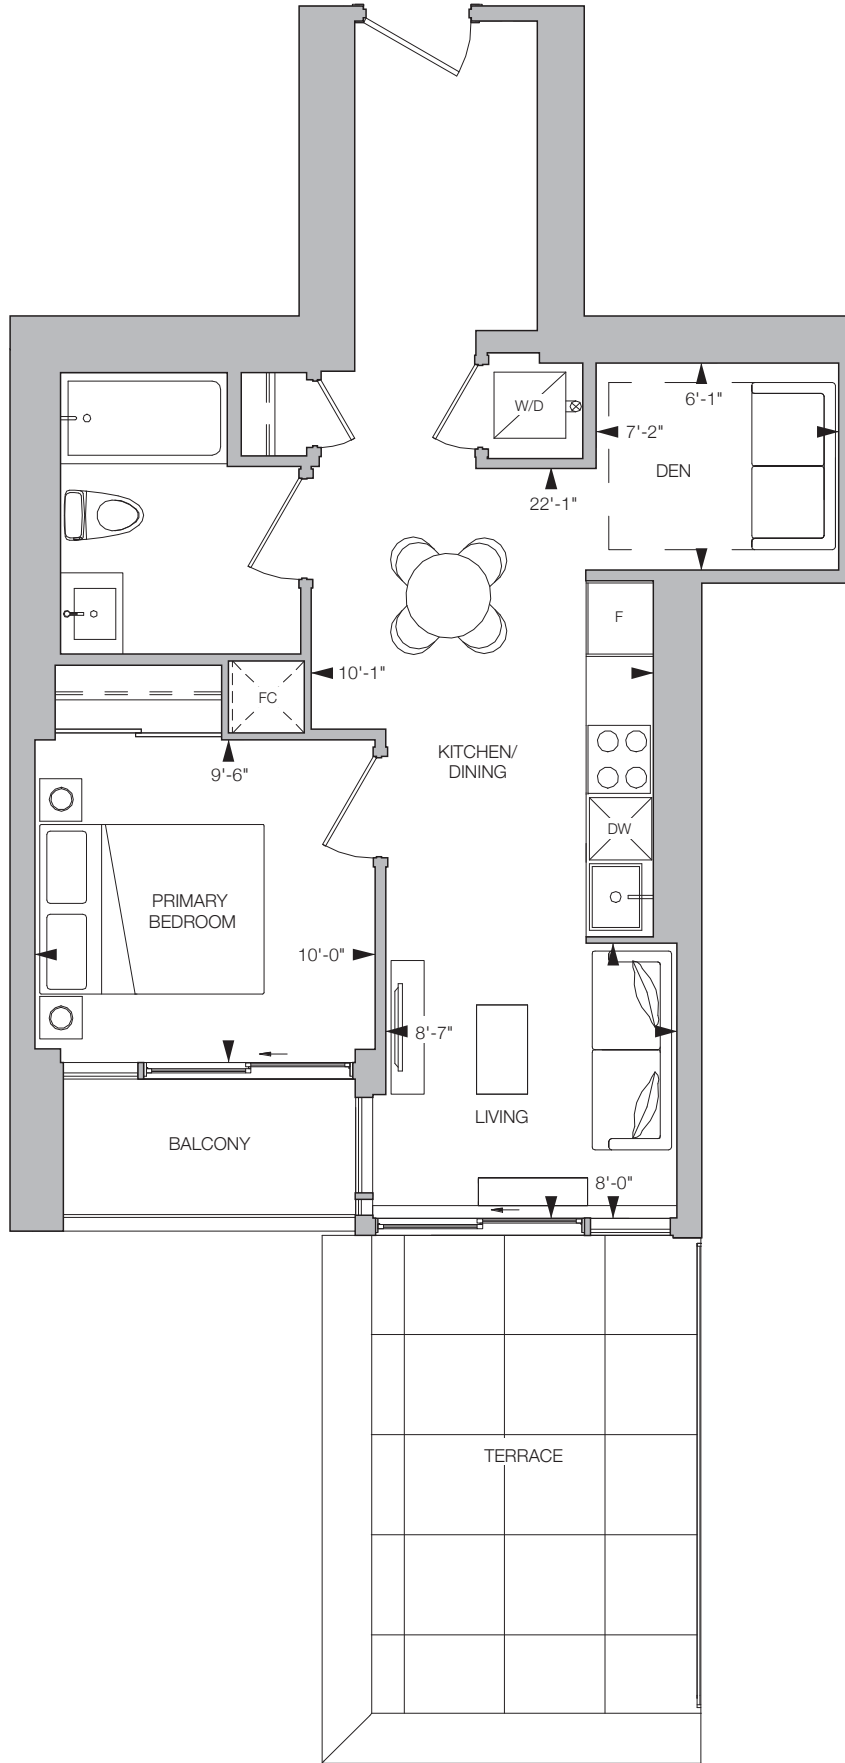 W/D
6'-1"
7'-2"
DEN
22'-1"
F
10'-1"
FC
KITCHEN/
DINING
9'-6"
DW
PRIMARY
BEDROOM
10'-0"
8'-7"
LIVING
BALCONY
8'-0"
TERRACE